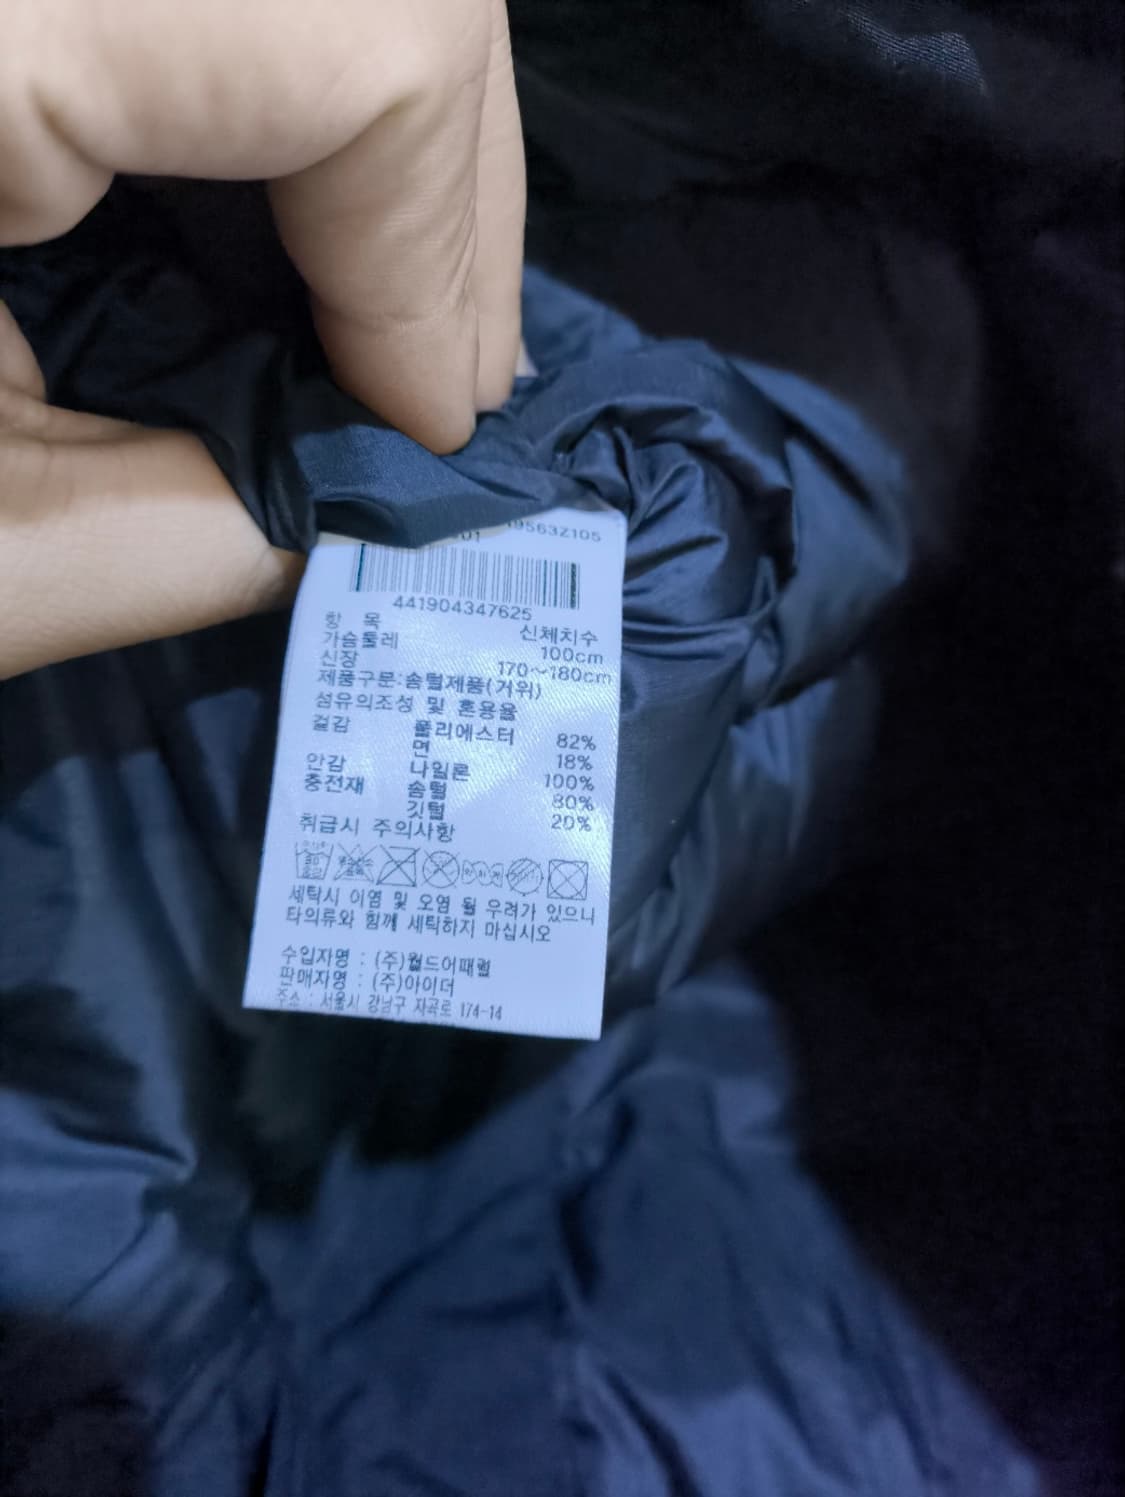 19563Z105
01
441904347625
항 목 신체치수
가슴둘레 100cm
신장 170~180cm
제품구분:솜털제품(거위)
섬유의조성 및 혼용율
겉감 폴리에스터 82%
면 18%
안감 나일론 100%
충전재 솜털 80%
깃털 20%
취급시 주의사항
세탁시 이염 및 오염 될 우려가 있으니
타의류와 함께 세탁하지 마십시오
수입자명 : (주)월드어패럴
판매자명 : (주)아이더
주소 : 서울시 강남구 자곡로 174-14